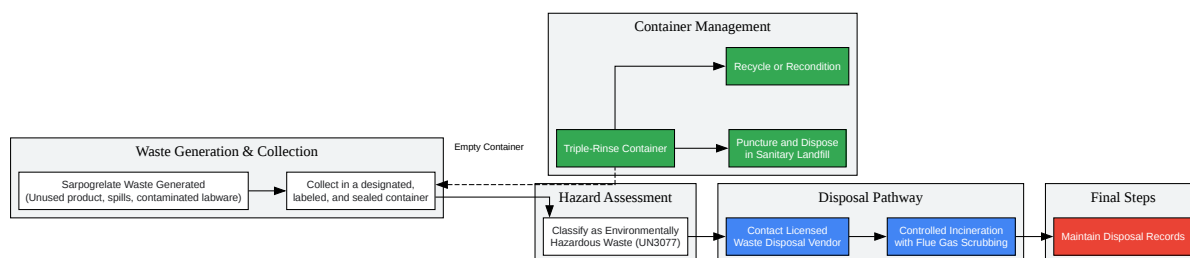 Container Management
Recycle or Recondition
Triple-Rinse Container
Puncture and Dispose
in Sanitary Landfill
Waste Generation & Collection
Empty Container
Sarpogrelate Waste Generated
(Unused product, spills, contaminated labware)
Collect in a designated,
labeled, and sealed container
Hazard Assessment
Classify as Environmentally
Hazardous Waste (UN3077)
Disposal Pathway
Contact Licensed
Waste Disposal Vendor
Controlled Incineration
with Flue Gas Scrubbing
Final Steps
Maintain Disposal Records